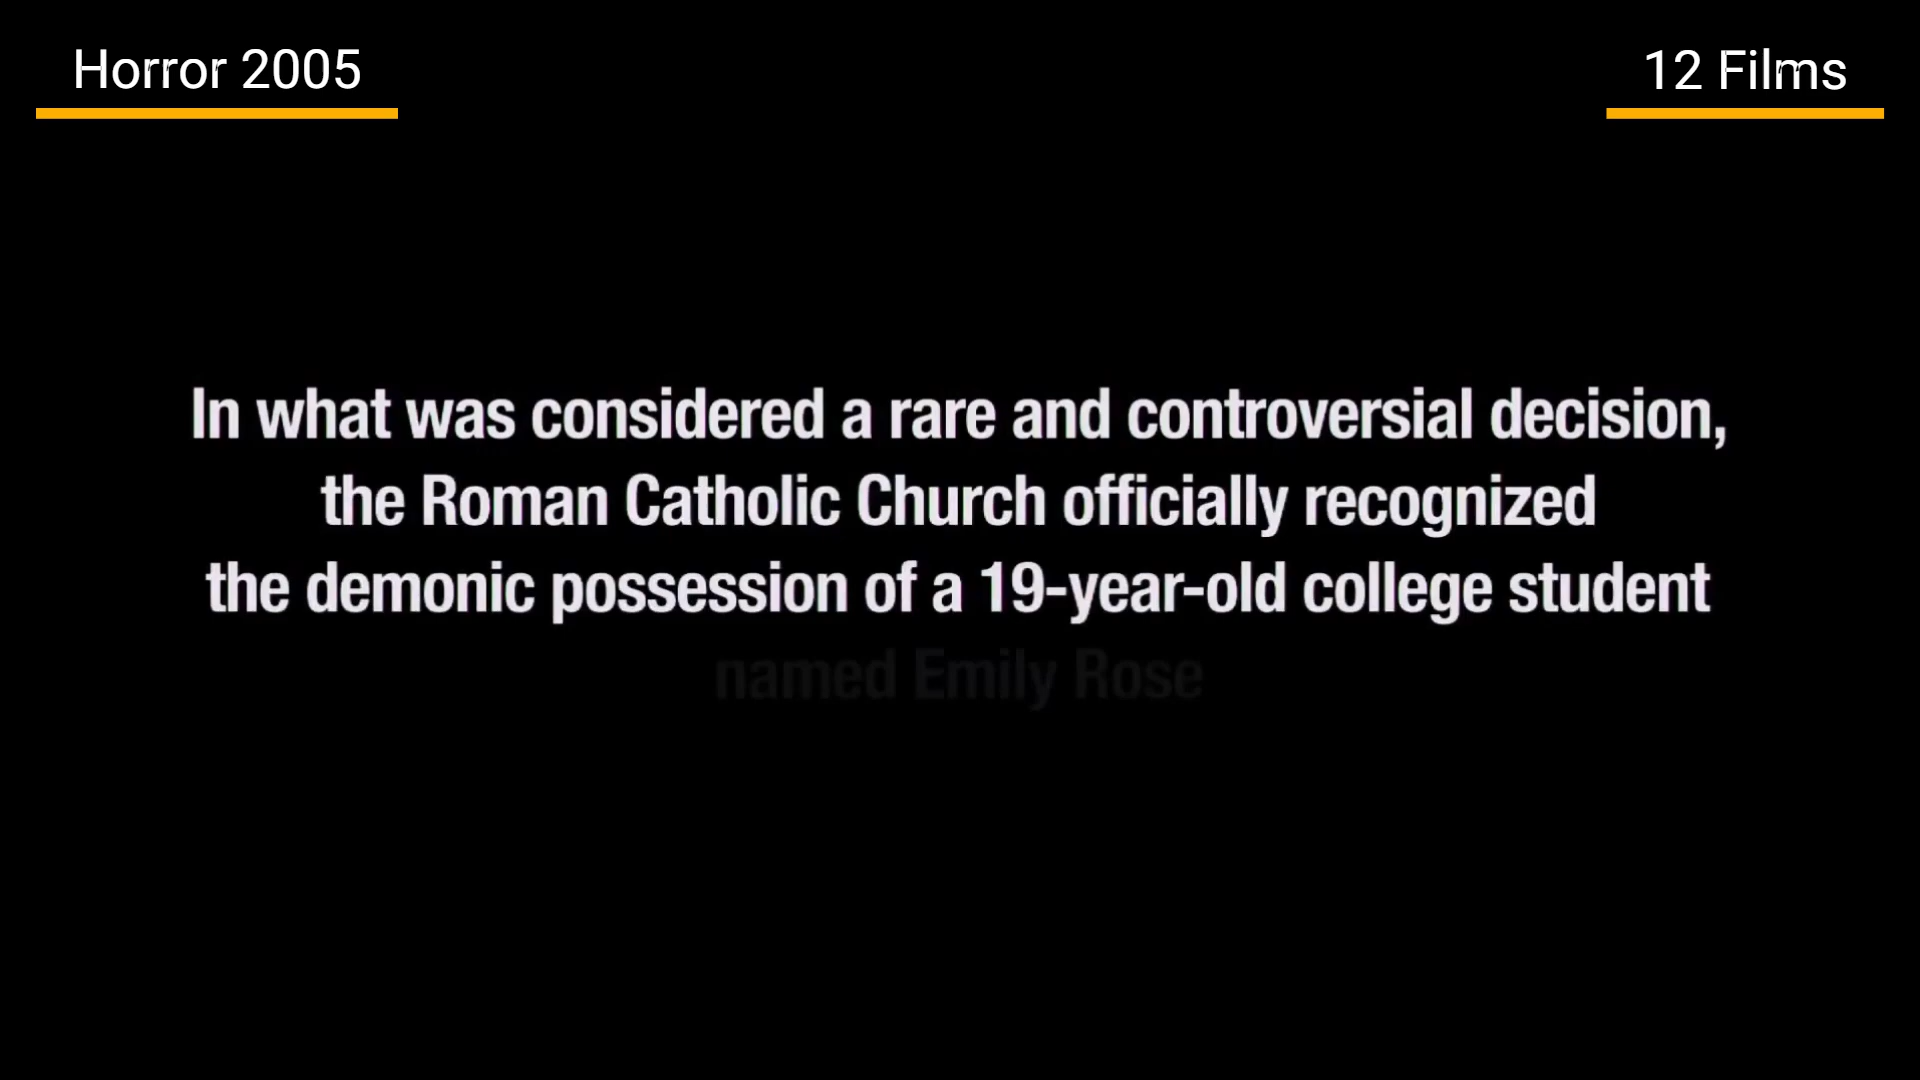 Horror 2005
12 Films
In what was considered a rare and controversial decision,
the Roman Catholic Church officially recognized
the demonic possession of a 19-year-old college student
named Emily Rose